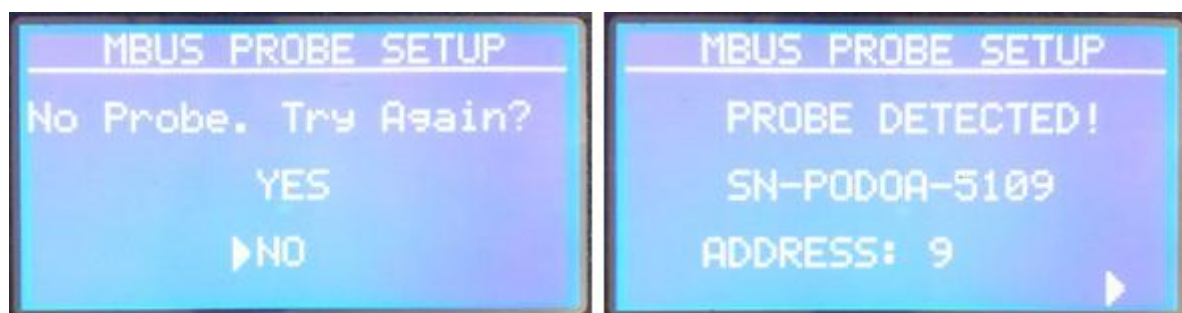 MBUS PROBE SETUP
No Probe. Try Again?
YES
NO
MBUS PROBE SETUP
PROBE DETECTED!
SN-PODOA-5109
ADDRESS: 9